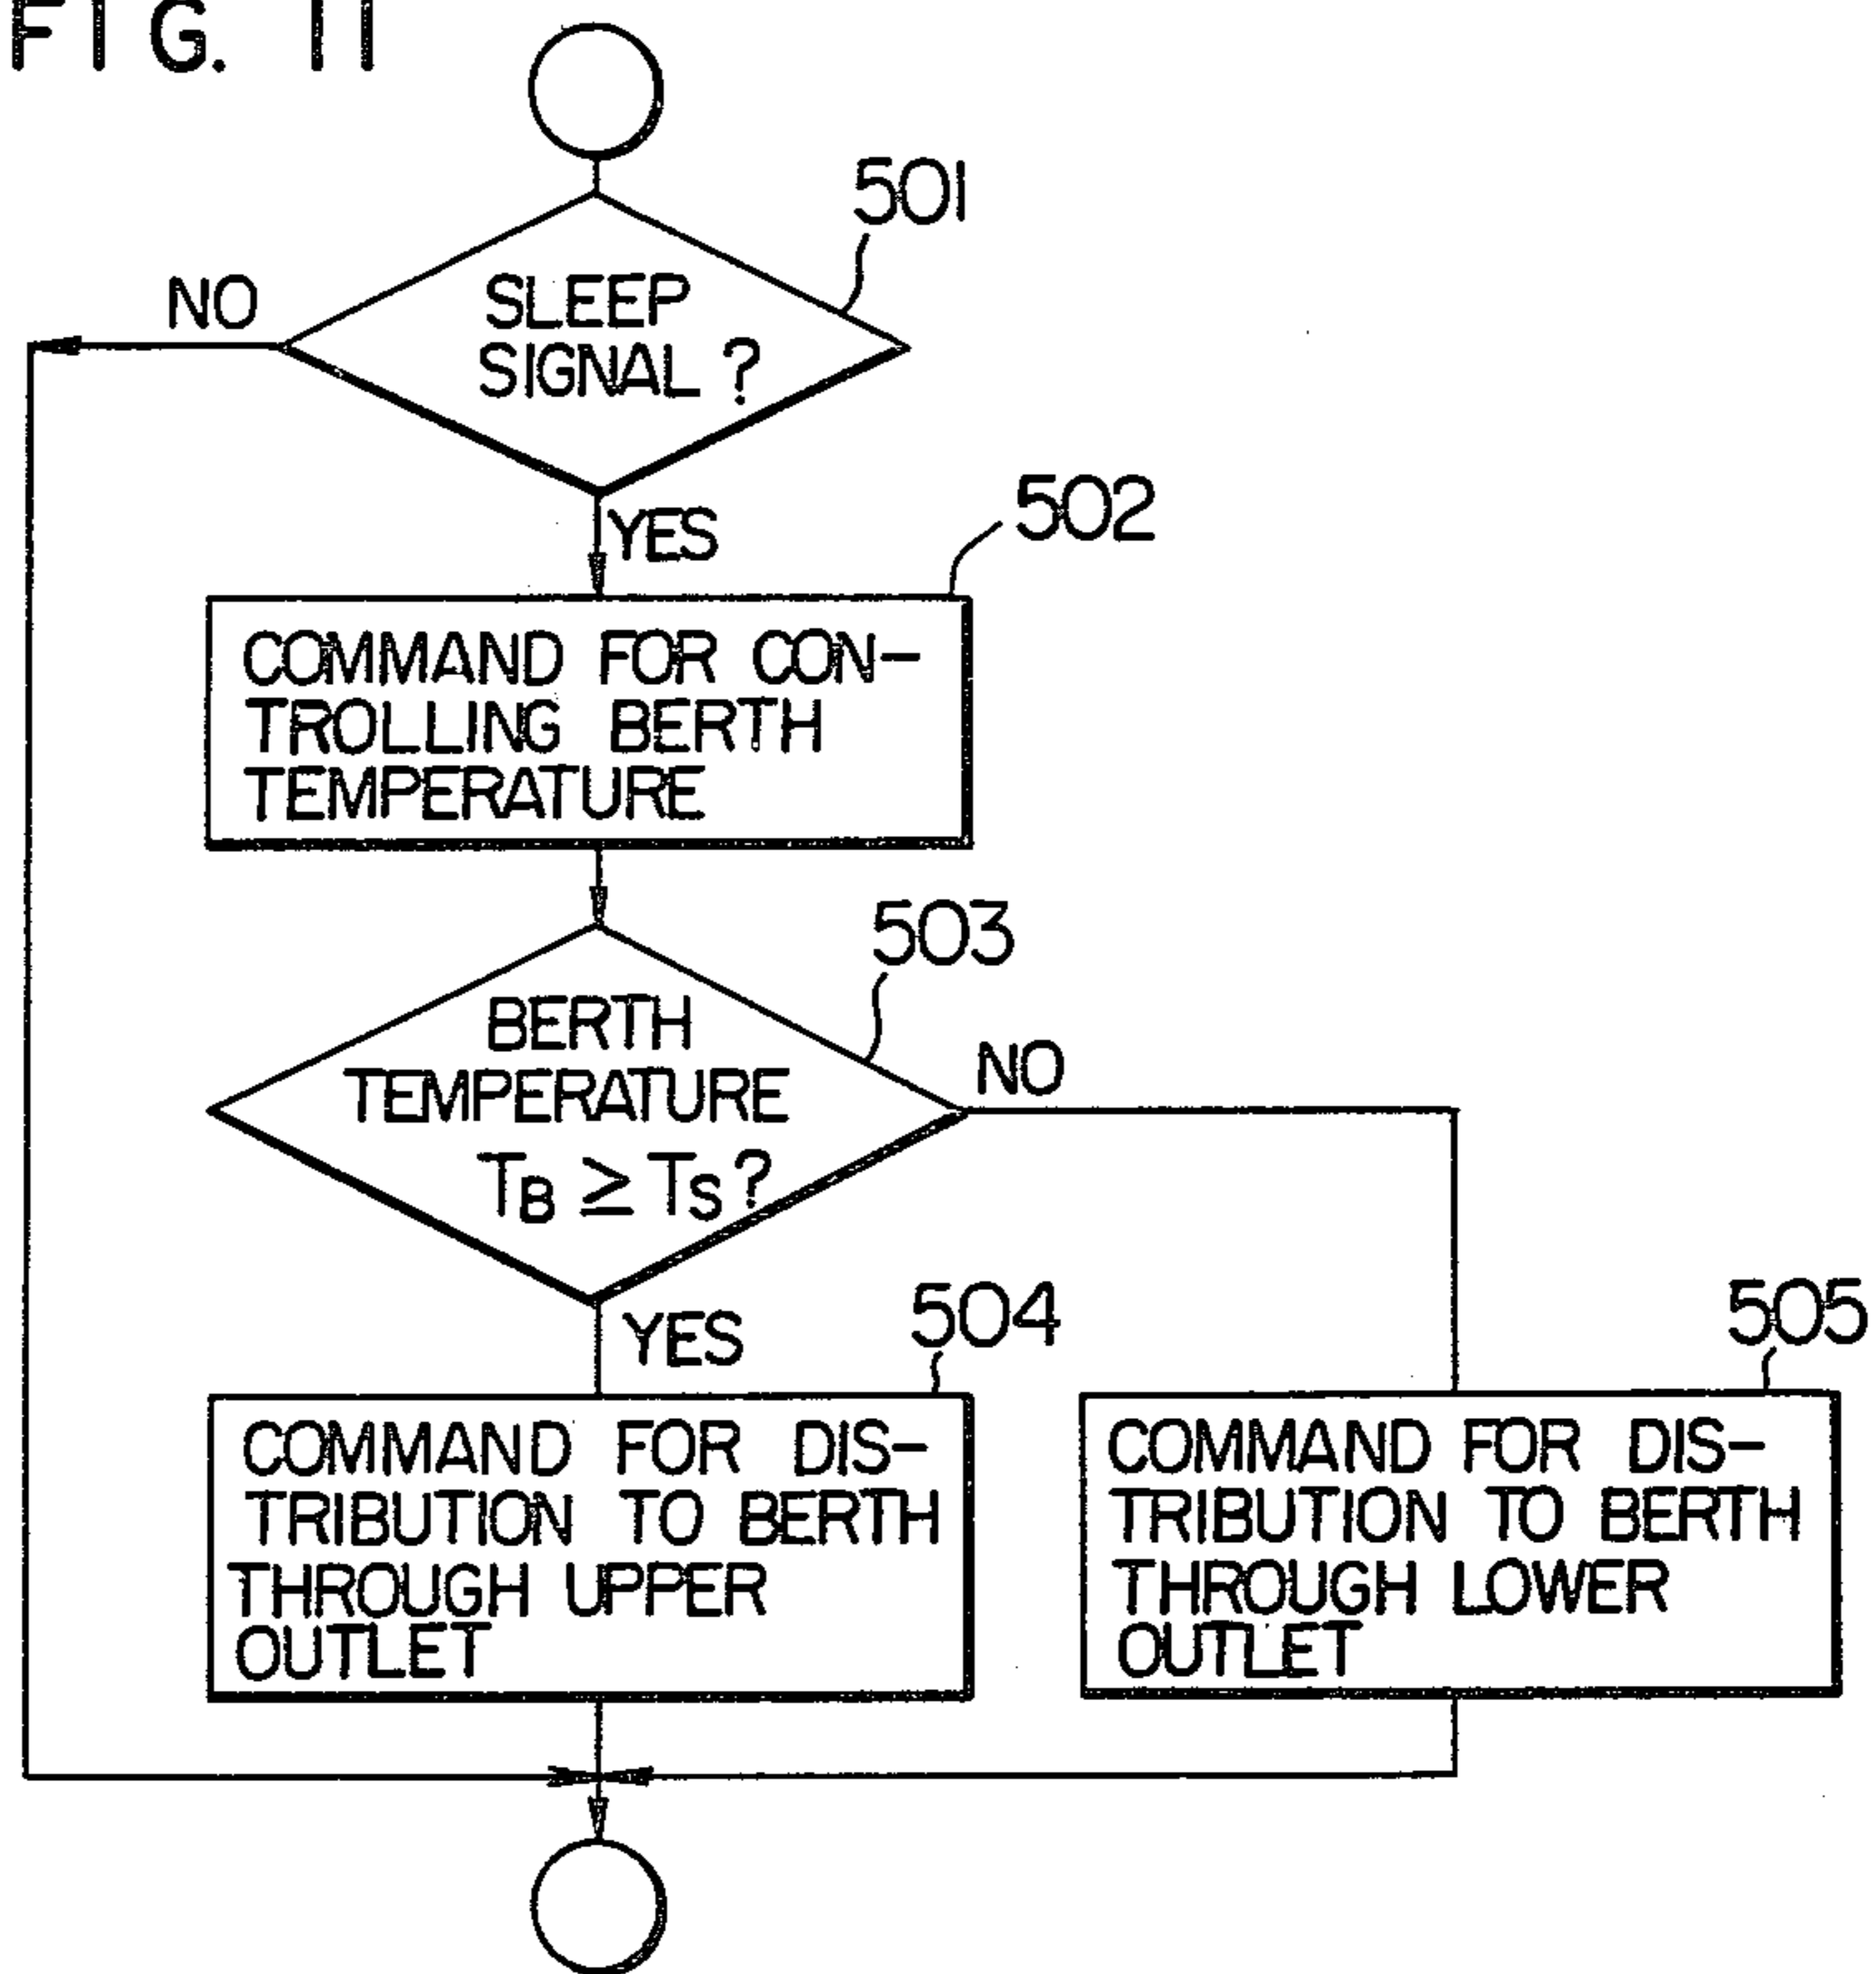 FIG. 11
501
SLEEP
SIGNAL ?
NO
YES
502
COMMAND FOR CON-
TROLLING BERTH
TEMPERATURE
503
BERTH
TEMPERATURE
TB ≥ TS ?
NO
YES
504
COMMAND FOR DIS-
TRIBUTION TO BERTH
THROUGH UPPER
OUTLET
505
COMMAND FOR DIS-
TRIBUTION TO BERTH
THROUGH LOWER
OUTLET